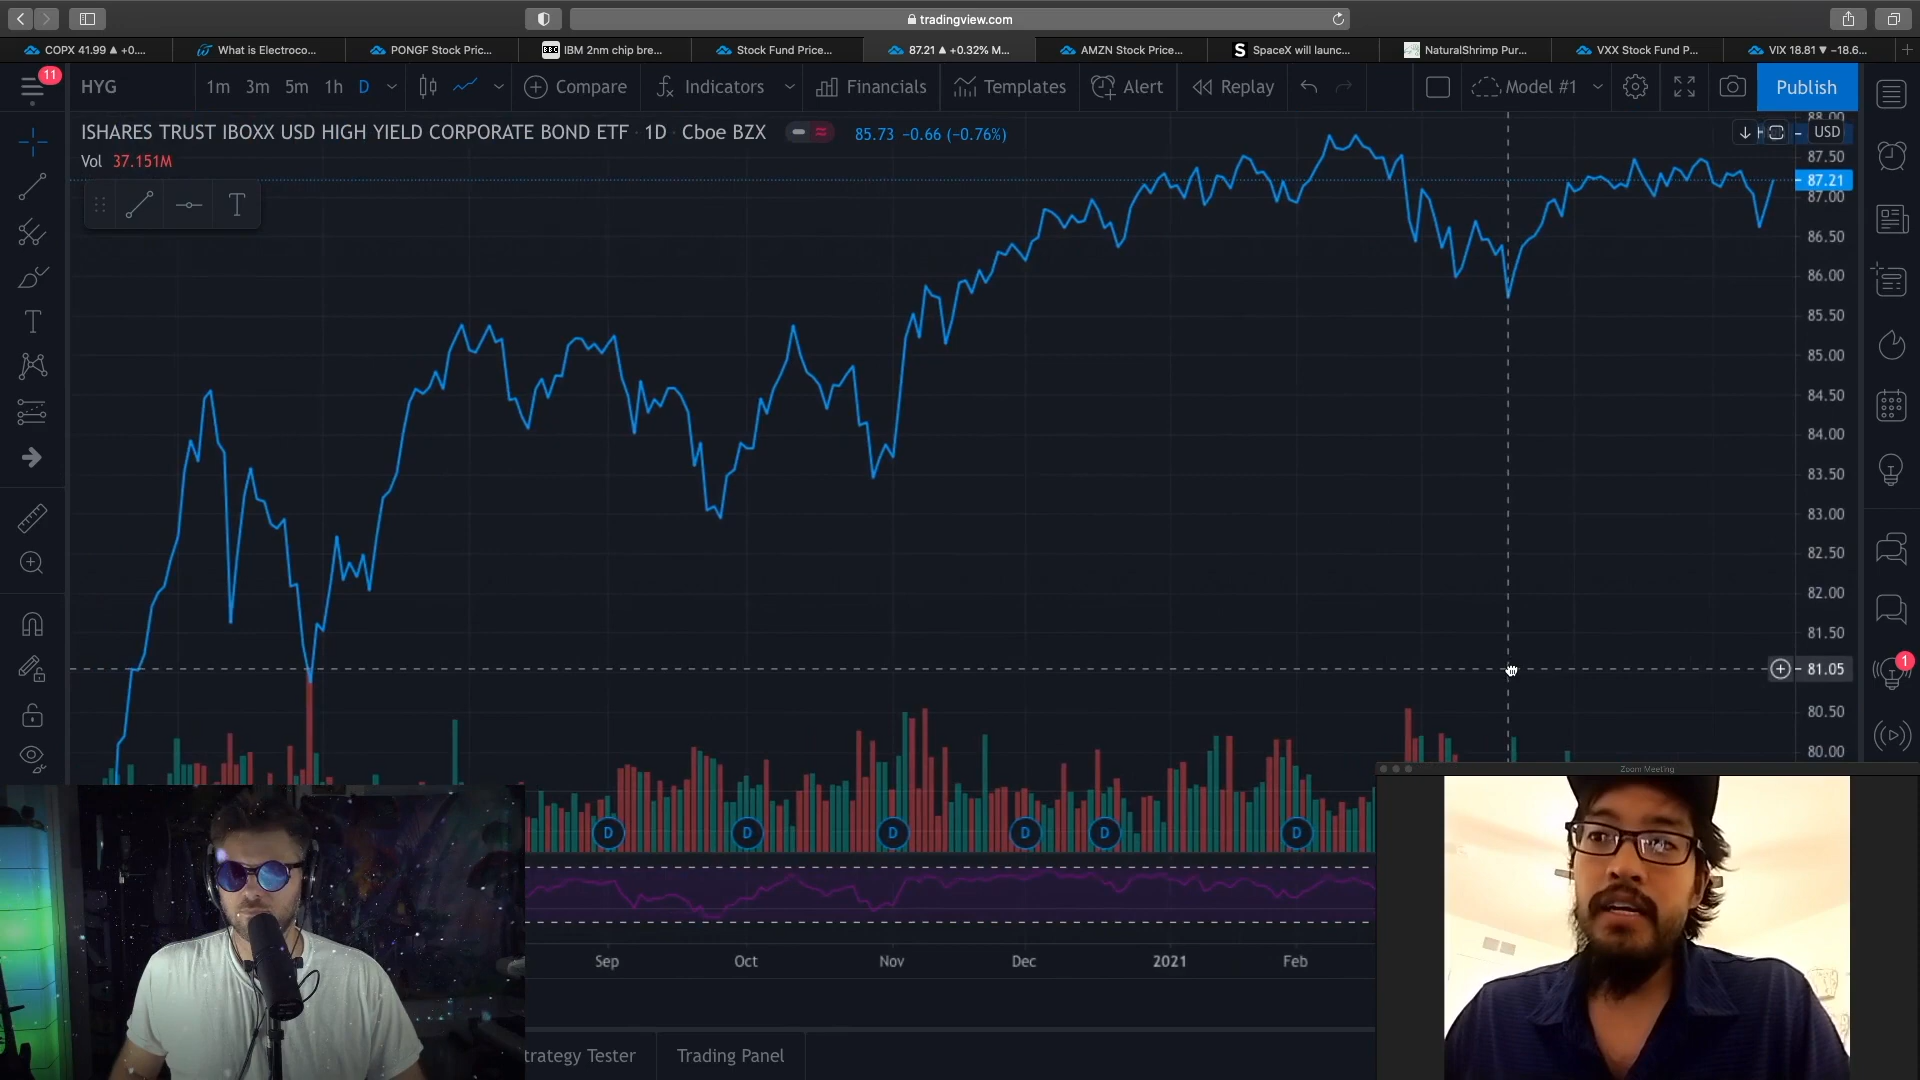 tradingview.com
COPX 41.99 ▲ +0....
What is Electroco...
PONGF Stock Pric...
BBC IBM 2nm chip bre...
Stock Fund Price...
87.21 ▲ +0.32% M...
AMZN Stock Price...
S SpaceX will launc...
NaturalShrimp Pur...
VXX Stock Fund P...
VIX 18.81 ▼ −18.6...
11
HYG
1m 3m 5m 1h D
Compare
Indicators
Financials
Templates
Alert
Replay
Model #1
Publish
ISHARES TRUST IBOXX USD HIGH YIELD CORPORATE BOND ETF · 1D · Cboe BZX
85.73 −0.66 (−0.76%)
USD
Vol 37.151M
T
T
88.00
87.50
87.21
87.00
86.50
86.00
85.50
85.00
84.50
84.00
83.50
83.00
82.50
82.00
81.50
81.05
80.50
80.00
1
Zoom Meeting
D D D D D D
Sep Oct Nov Dec 2021 Feb
trategy Tester
Trading Panel